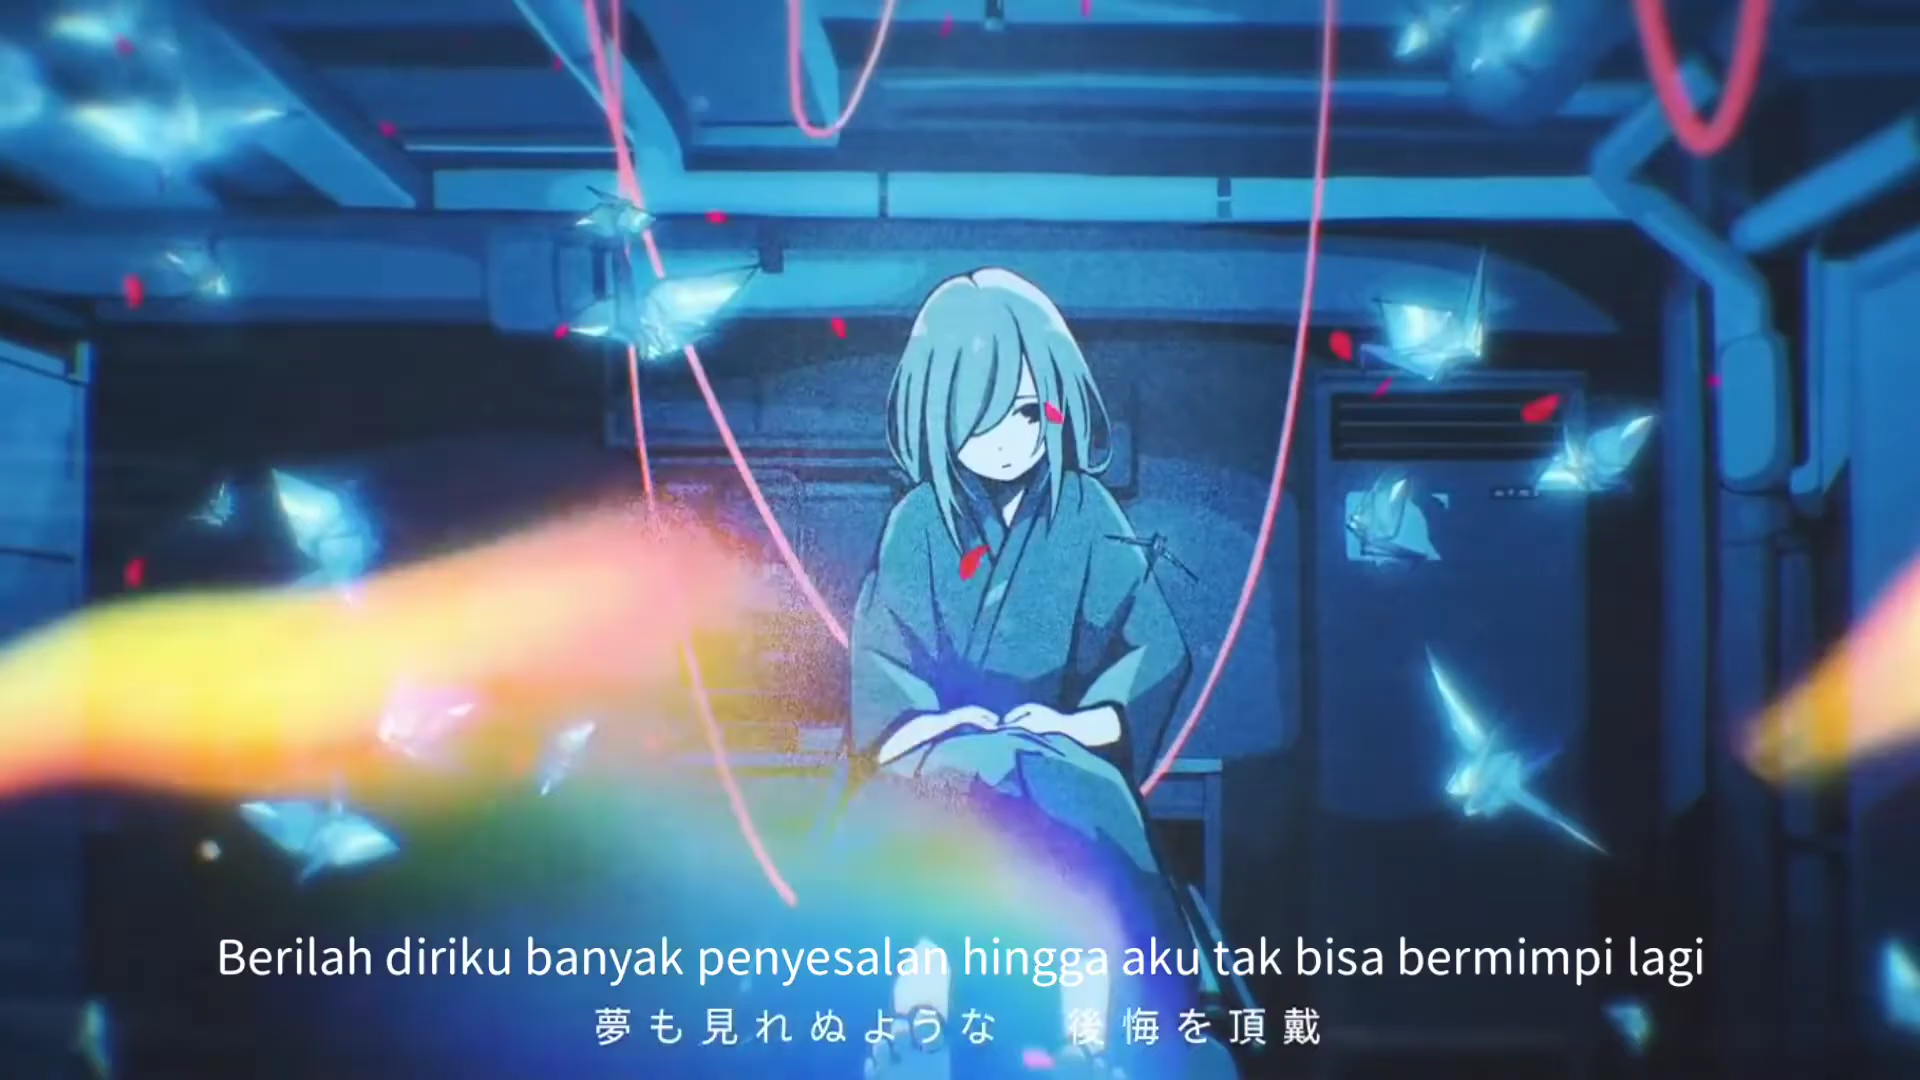 Berilah diriku banyak penyesalan hingga aku tak bisa bermimpi lagi
夢も見れぬような　後悔を頂戴